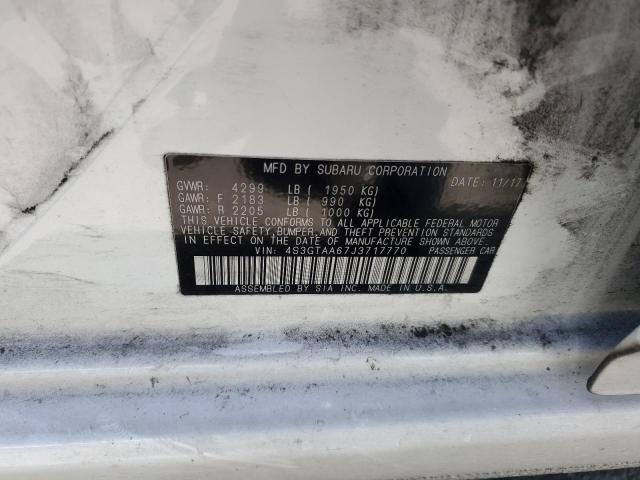 MFD BY SUBARU CORPORATION
GVWR: 4299 LB ( 1950 KG) DATE: 11/17
GAWR: F 2183 LB ( 990 KG)
GAWR: R 2205 LB ( 1000 KG)
THIS VEHICLE CONFORMS TO ALL APPLICABLE FEDERAL MOTOR
VEHICLE SAFETY, BUMPER, AND THEFT PREVENTION STANDARDS
IN EFFECT ON THE DATE OF MANUFACTURE SHOWN ABOVE.
VIN: 4S3GTAA67J3717770 PASSENGER CAR
ASSEMBLED BY SIA INC. MADE IN U.S.A.